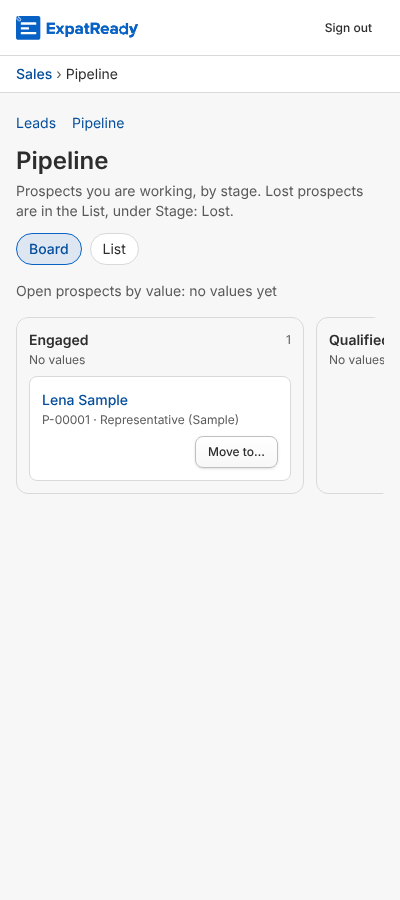 ExpatReady
Sign out
Sales › Pipeline
Leads Pipeline
Pipeline
Prospects you are working, by stage. Lost prospects
are in the List, under Stage: Lost.
Board List
Open prospects by value: no values yet
Engaged 1
No values
Lena Sample
P-00001 · Representative (Sample)
Move to...
Qualified
No values